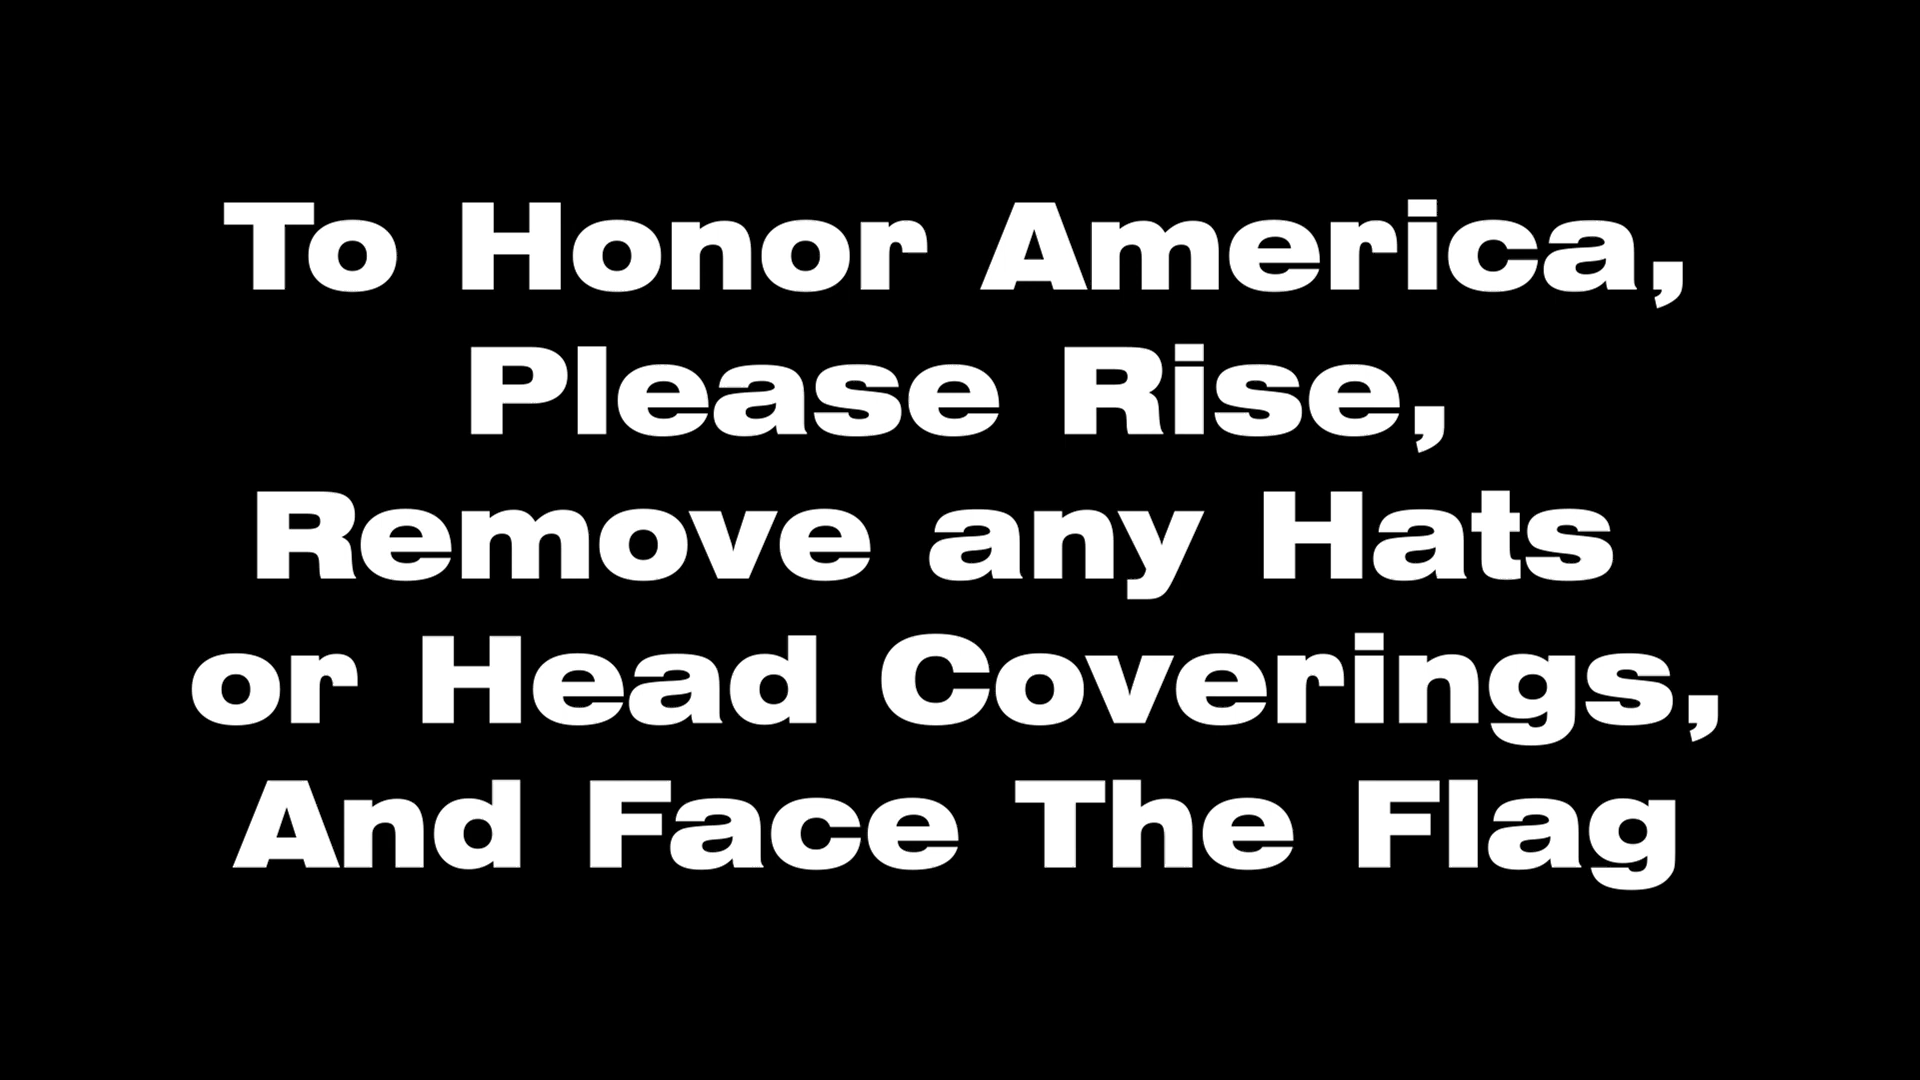 To Honor America,
Please Rise,
Remove any Hats
or Head Coverings,
And Face The Flag